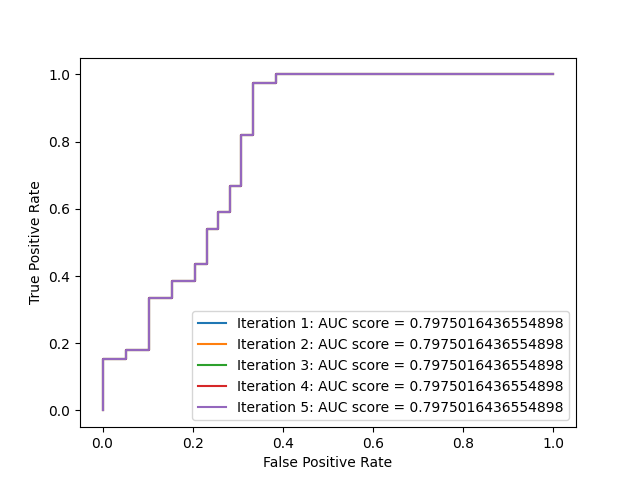 1.0
0.8
0.6
0.4
0.2
0.0
True Positive Rate
Iteration 1: AUC score = 0.7975016436554898
Iteration 2: AUC score = 0.7975016436554898
Iteration 3: AUC score = 0.7975016436554898
Iteration 4: AUC score = 0.7975016436554898
Iteration 5: AUC score = 0.7975016436554898
0.0 0.2 0.4 0.6 0.8 1.0
False Positive Rate